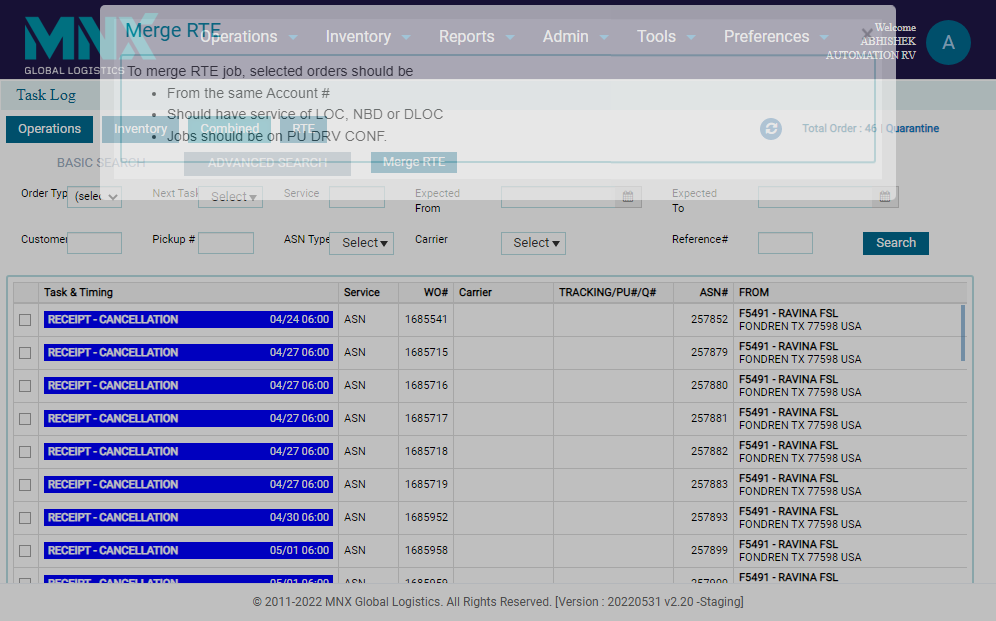 MNX
GLOBAL LOGISTICS
Merge RTE
Operations Inventory Reports Admin Tools Preferences
×
Welcome
ABHISHEK
AUTOMATION RV
A
To merge RTE job, selected orders should be
• From the same Account #
• Should have service of LOC, NBD or DLOC
• Jobs should be on PU DRV CONF.
Merge RTE
Task Log
Operations Inventory Combined RTE
Total Order : 46 | Quarantine
BASIC SEARCH ADVANCED SEARCH
Order Typ (selec Next Task Select Service Expected From Expected To
Customer Pickup # ASN Type Select Carrier Select Reference# Search
Task & Timing Service WO# Carrier TRACKING/PU#/Q# ASN# FROM
RECEIPT - CANCELLATION 04/24 06:00 ASN 1685541 257852 F5491 - RAVINA FSL
FONDREN TX 77598 USA
RECEIPT - CANCELLATION 04/27 06:00 ASN 1685715 257879 F5491 - RAVINA FSL
FONDREN TX 77598 USA
RECEIPT - CANCELLATION 04/27 06:00 ASN 1685716 257880 F5491 - RAVINA FSL
FONDREN TX 77598 USA
RECEIPT - CANCELLATION 04/27 06:00 ASN 1685717 257881 F5491 - RAVINA FSL
FONDREN TX 77598 USA
RECEIPT - CANCELLATION 04/27 06:00 ASN 1685718 257882 F5491 - RAVINA FSL
FONDREN TX 77598 USA
RECEIPT - CANCELLATION 04/27 06:00 ASN 1685719 257883 F5491 - RAVINA FSL
FONDREN TX 77598 USA
RECEIPT - CANCELLATION 04/30 06:00 ASN 1685952 257893 F5491 - RAVINA FSL
FONDREN TX 77598 USA
RECEIPT - CANCELLATION 05/01 06:00 ASN 1685958 257899 F5491 - RAVINA FSL
FONDREN TX 77598 USA
RECEIPT - CANCELLATION 05/01 06:00 ASN 1685959 257900 F5491 - RAVINA FSL
© 2011-2022 MNX Global Logistics. All Rights Reserved. [Version : 20220531 v2.20 -Staging]